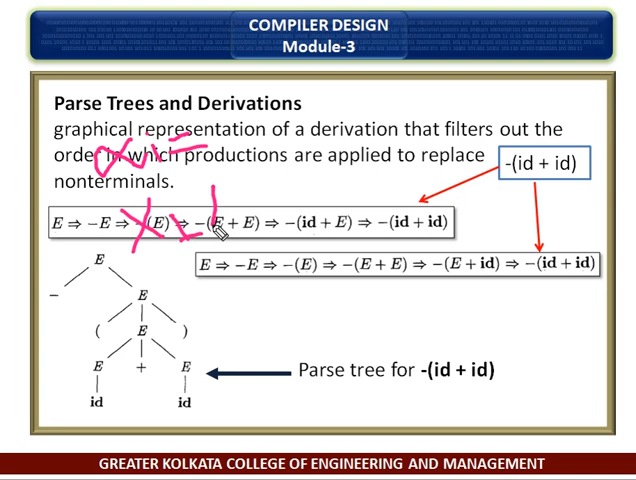 COMPILER DESIGN
Module-3
Parse Trees and Derivations
graphical representation of a derivation that filters out the
order in which productions are applied to replace
nonterminals.
-(id + id)
E ⇒ −E ⇒ −(E) ⇒ −(E + E) ⇒ −(id + E) ⇒ −(id + id)
E ⇒ −E ⇒ −(E) ⇒ −(E + E) ⇒ −(E + id) ⇒ −(id + id)
E
− E
( E )
E + E
id id
Parse tree for -(id + id)
GREATER KOLKATA COLLEGE OF ENGINEERING AND MANAGEMENT